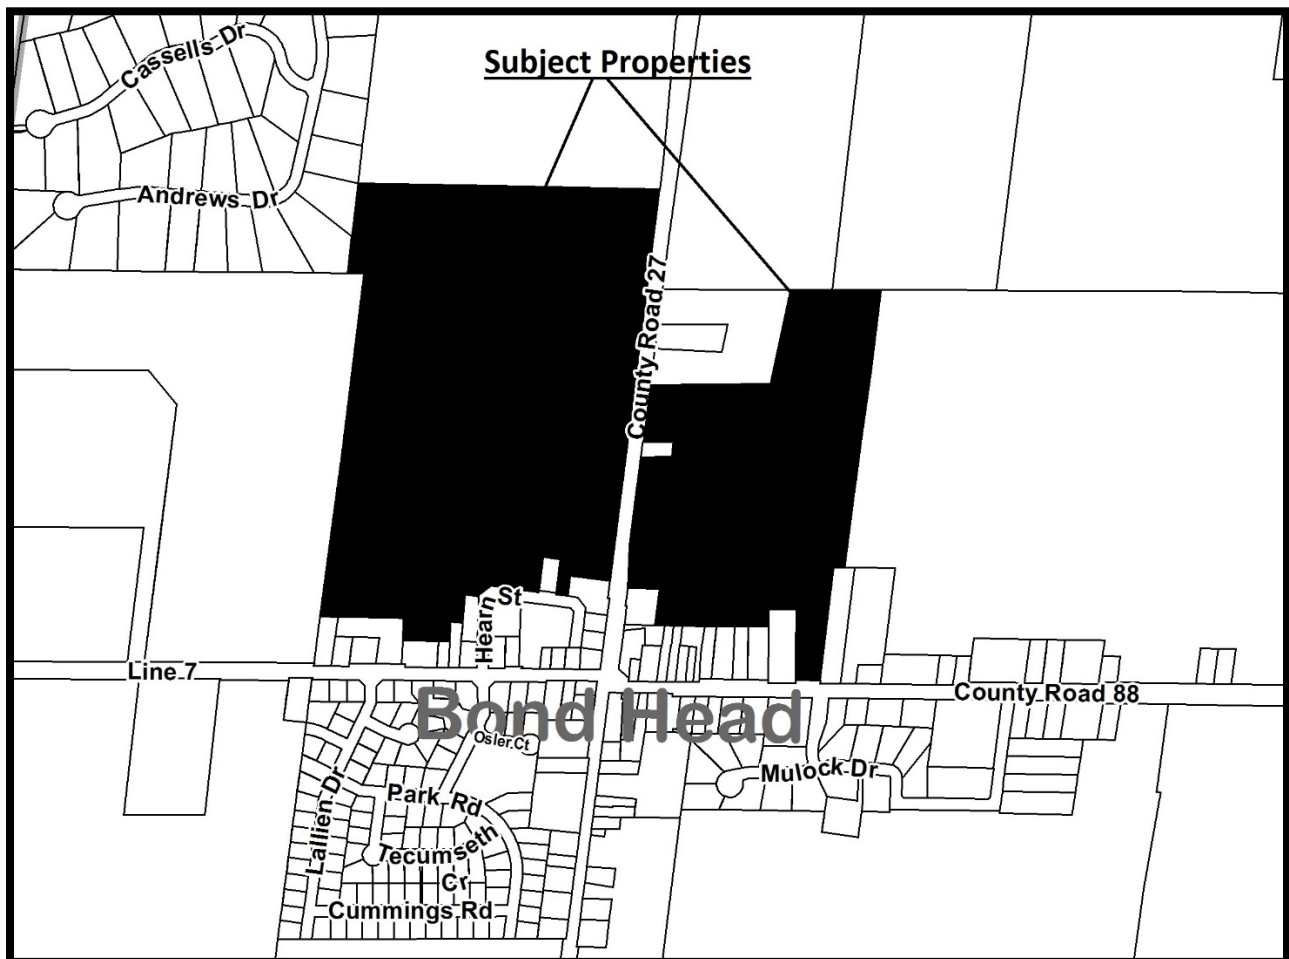 Cassells Dr
Subject Properties
Andrews Dr
County Road 27
St
Hearn
Line 7
County Road 88
Bond Head
Osler Ct
Mulock Dr
Park Rd
Lallien Dr
Tecumseth
Cr
Cummings Rd